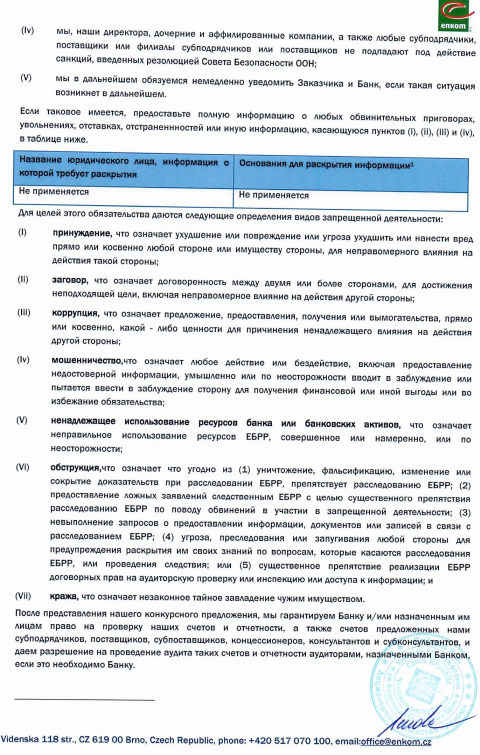 enkom
(Iv) мы, наши директора, дочерние и аффилированные компании, а также любые субподрядчики,
поставщики или филиалы субподрядчиков или поставщиков не подпадают под действие
санкций, введенных резолюцией Совета Безопасности ООН;
(V) мы в дальнейшем обязуемся немедленно уведомить Заказчика и Банк, если такая ситуация
возникнет в дальнейшем.
Если таковое имеется, предоставьте полную информацию о любых обвинительных приговорах,
увольнениях, отставках, отстраненнностей или иную информацию, касающуюся пунктов (i), (ii), (iii) и (iv),
в таблице ниже.
Название юридического лица, информация о Основания для раскрытия информации¹
которой требует раскрытия
Не применяется Не применяется
Для целей этого обязательства даются следующие определения видов запрещенной деятельности:
(I) принуждение, что означает ухудшение или повреждение или угроза ухудшить или нанести вред
прямо или косвенно любой стороне или имуществу стороны, для неправомерного влияния на
действия такой стороны;
(Ii) заговор, что означает договоренность между двумя или более сторонами, для достижения
неподходящей цели, включая неправомерное влияние на действия другой стороны;
(Iii) коррупция, что означает предложение, предоставления, получения или вымогательства, прямо
или косвенно, какой - либо ценности для причинения ненадлежащего влияния на действия
другой стороны;
(Iv) мошенничество,что означает любое действие или бездействие, включая предоставление
недостоверной информации, умышленно или по неосторожности вводит в заблуждение или
пытается ввести в заблуждение сторону для получения финансовой или иной выгоды или во
избежание обязательства;
(V) ненадлежащее использование ресурсов банка или банковских активов, что означает
неправильное использование ресурсов ЕБРР, совершенное или намеренно, или по
неосторожности;
(Vi) обструкция,что означает что угодно из (1) уничтожение, фальсификацию, изменение или
сокрытие доказательств при расследовании ЕБРР, препятствует расследованию ЕБРР; (2)
предоставление ложных заявлений следственным ЕБРР с целью существенного препятствия
расследованию ЕБРР по поводу обвинений в участии в запрещенной деятельности; (3)
невыполнение запросов о предоставлении информации, документов или записей в связи с
расследованием ЕБРР; (4) угроза, преследования или запугивания любой стороны для
предупреждения раскрытия им своих знаний по вопросам, которые касаются расследования
ЕБРР, или проведения следствия; или (5) существенное препятствие реализации ЕБРР
договорных прав на аудиторскую проверку или инспекцию или доступа к информации; и
(Vii) кража, что означает незаконное тайное завладение чужим имуществом.
После представления нашего конкурсного предложения, мы гарантируем Банку и/или назначенным им
лицам право на проверку наших счетов и отчетности, а также счетов предложенных нами
субподрядчиков, поставщиков, субпоставщиков, концессионеров, консультантов и субконсультантов, и
даем разрешение на проведение аудита таких счетов и отчетности аудиторами, назначенными Банком,
если это необходимо Банку.
Videnska 118 str., CZ 619 00 Brno, Czech Republic, phone: +420 517 070 100, email:office@enkom.cz